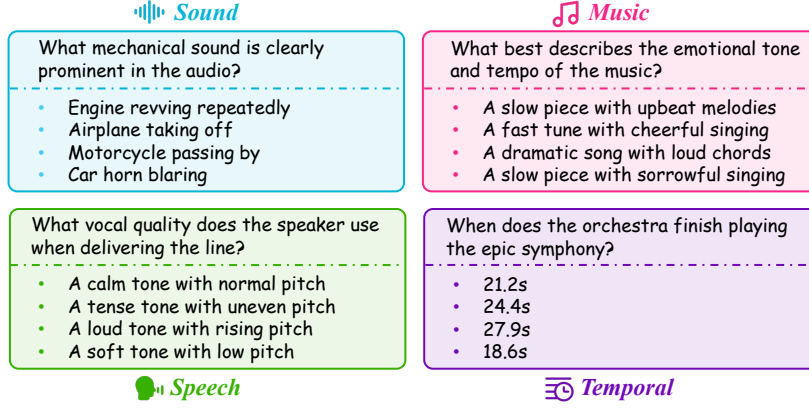 Sound
What mechanical sound is clearly
prominent in the audio?
• Engine revving repeatedly
• Airplane taking off
• Motorcycle passing by
• Car horn blaring
Music
What best describes the emotional tone
and tempo of the music?
• A slow piece with upbeat melodies
• A fast tune with cheerful singing
• A dramatic song with loud chords
• A slow piece with sorrowful singing
What vocal quality does the speaker use
when delivering the line?
• A calm tone with normal pitch
• A tense tone with uneven pitch
• A loud tone with rising pitch
• A soft tone with low pitch
Speech
When does the orchestra finish playing
the epic symphony?
• 21.2s
• 24.4s
• 27.9s
• 18.6s
Temporal